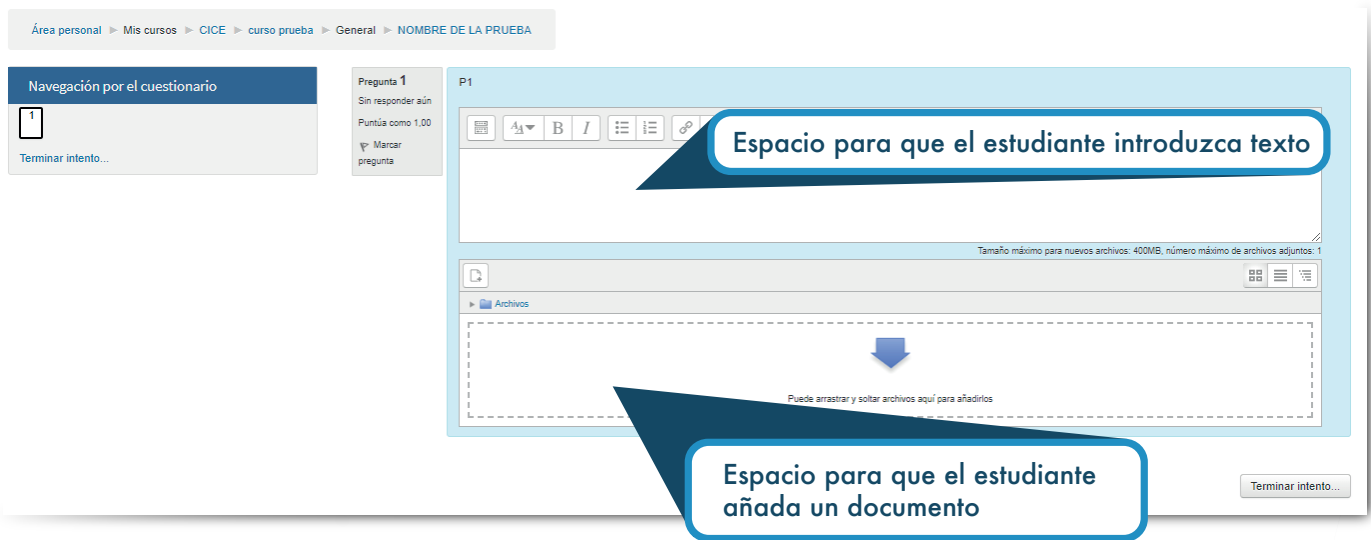 Área personal ► Mis cursos ► CICE ► curso prueba ► General ► NOMBRE DE LA PRUEBA
Navegación por el cuestionario
1
Terminar intento...
Pregunta 1
Sin responder aún
Puntúa como 1,00
Marcar
pregunta
P1
Espacio para que el estudiante introduzca texto
Tamaño máximo para nuevos archivos: 400MB, número máximo de archivos adjuntos: 1
Archivos
Puede arrastrar y soltar archivos aquí para añadirlos
Espacio para que el estudiante
añada un documento
Terminar intento...